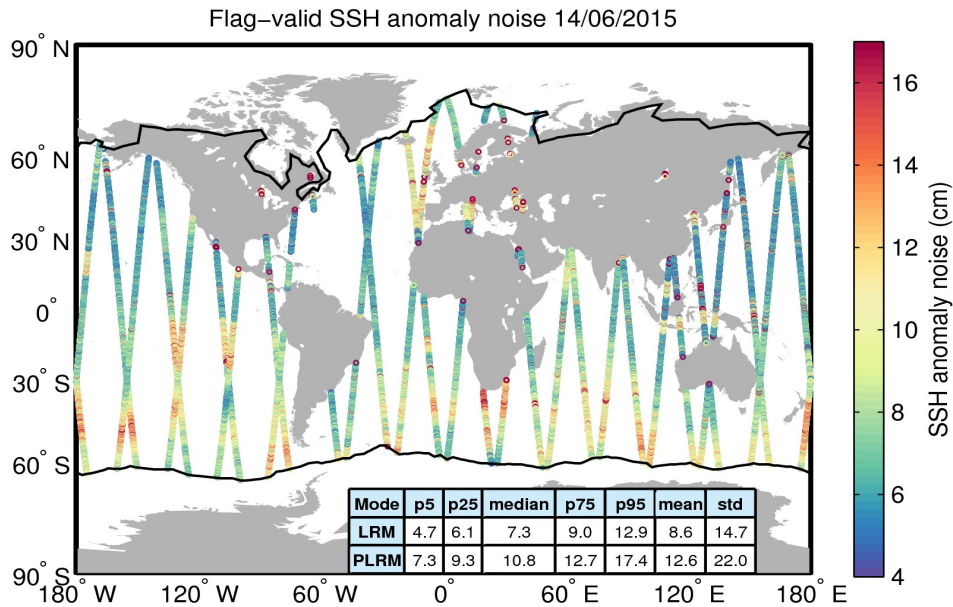 Flag−valid SSH anomaly noise 14/06/2015
90° N
60° N
30° N
0°
30° S
60° S
90° S
180° W
120° W
60° W
0°
60° E
120° E
180° E
16
14
12
10
8
6
4
SSH anomaly noise (cm)
Mode p5 p25 median p75 p95 mean std
LRM 4.7 6.1 7.3 9.0 12.9 8.6 14.7
PLRM 7.3 9.3 10.8 12.7 17.4 12.6 22.0